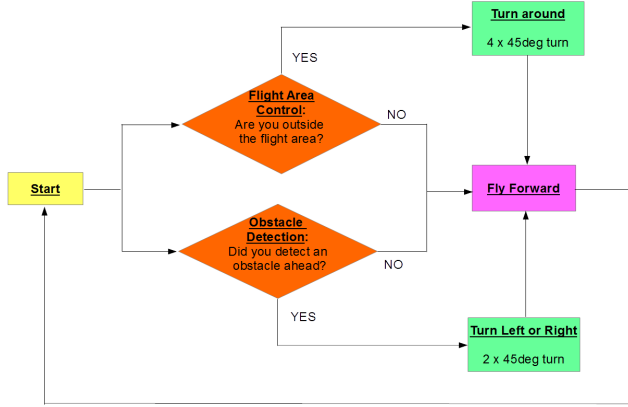 Turn around
4 x 45deg turn
YES
Flight Area
Control:
Are you outside
the flight area?
NO
Start
Fly Forward
Obstacle
Detection:
Did you detect an
obstacle ahead?
NO
YES
Turn Left or Right
2 x 45deg turn